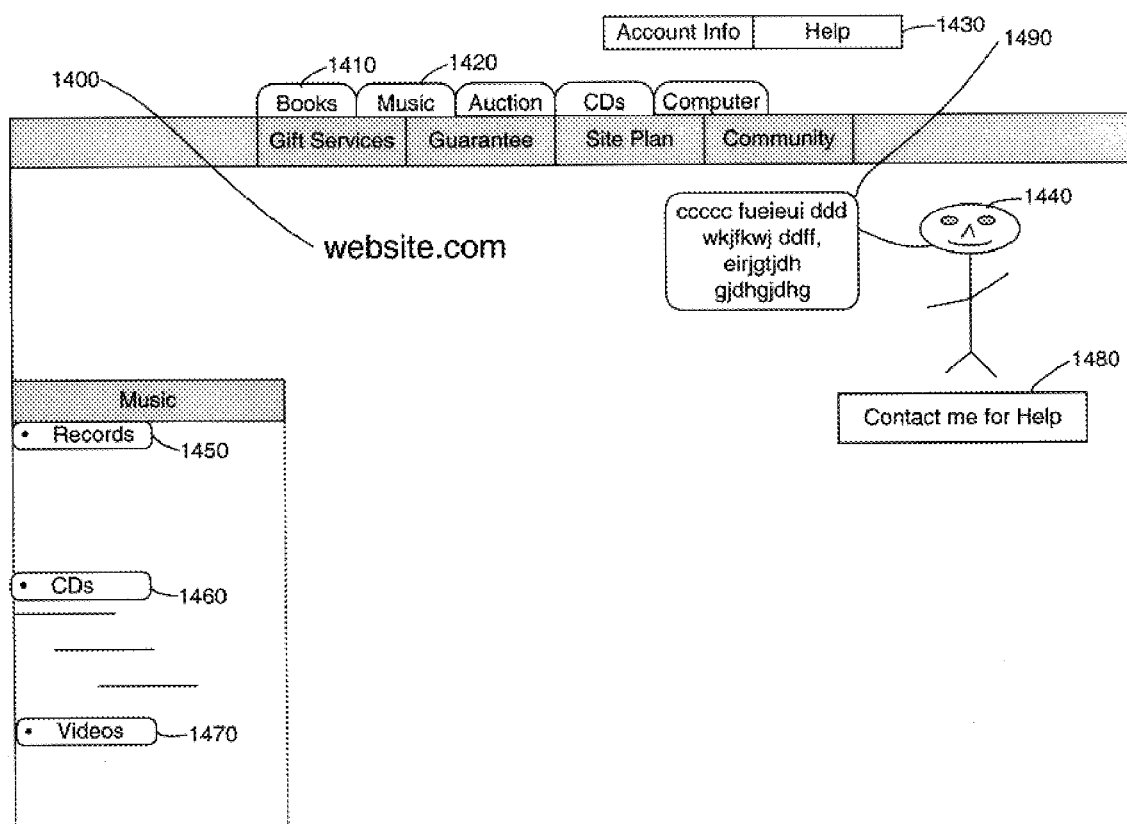 Account Info Help 1430
1490
1400 1410 1420
Books Music Auction CDs Computer
Gift Services Guarantee Site Plan Community
1440
website.com
ccccc fueieui ddd
wkjfkwj ddff,
eirjgtjdh
gjdhgjdhg
1480
Contact me for Help
Music
• Records
1450
• CDs
1460
• Videos
1470